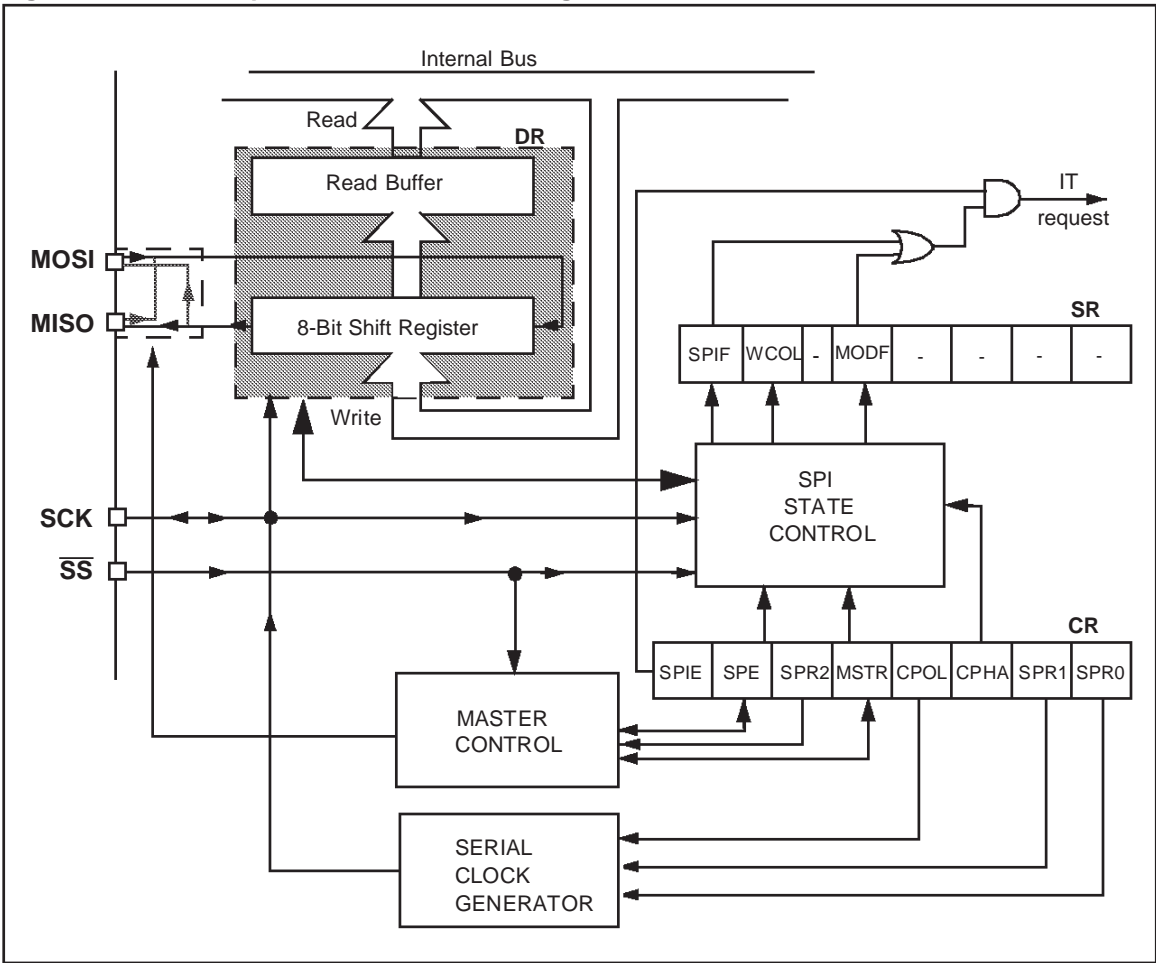 Internal Bus
Read
DR
Read Buffer
IT
request
MOSI
MISO
8-Bit Shift Register
SR
SPIF WCOL - MODF - - - -
Write
SPI
STATE
CONTROL
SCK
SS
CR
SPIE SPE SPR2 MSTR CPOL CPHA SPR1 SPR0
MASTER
CONTROL
SERIAL
CLOCK
GENERATOR